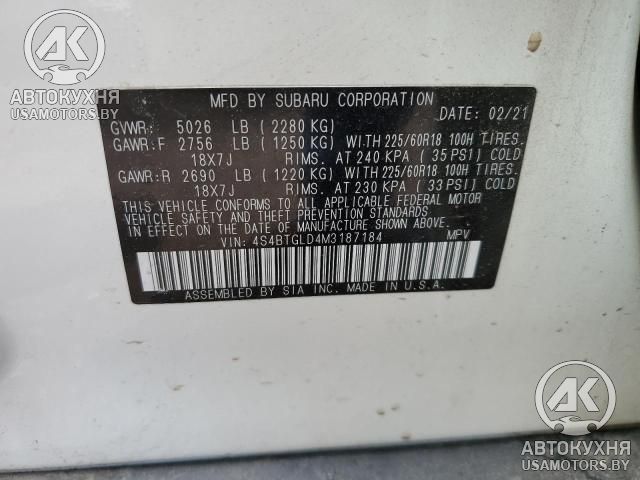 AK
АВТОКУХНЯ
USAMOTORS.BY
MFD BY SUBARU CORPORATION
DATE: 02/21
GVWR: 5026 LB ( 2280 KG)
GAWR:F 2756 LB ( 1250 KG) WITH 225/60R18 100H TIRES.
18X7J RIMS. AT 240 KPA ( 35 PSI) COLD
GAWR:R 2690 LB ( 1220 KG) WITH 225/60R18 100H TIRES.
18X7J RIMS. AT 230 KPA ( 33 PSI) COLD
THIS VEHICLE CONFORMS TO ALL APPLICABLE FEDERAL MOTOR
VEHICLE SAFETY AND THEFT PREVENTION STANDARDS
IN EFFECT ON THE DATE OF MANUFACTURE SHOWN ABOVE.
VIN: 4S4BTGLD4M3187184 MPV
ASSEMBLED BY SIA INC. MADE IN U.S.A.
AK
АВТОКУХНЯ
USAMOTORS.BY